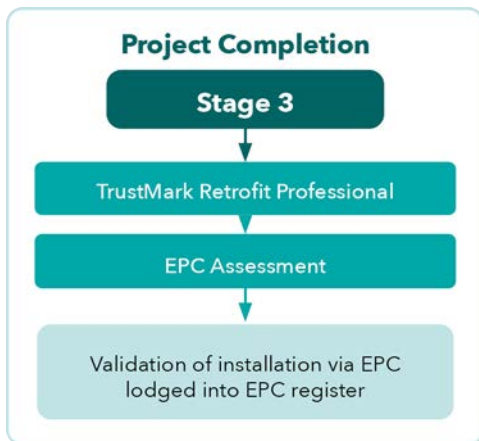 Project Completion
Stage 3
TrustMark Retrofit Professional
EPC Assessment
Validation of installation via EPC
lodged into EPC register